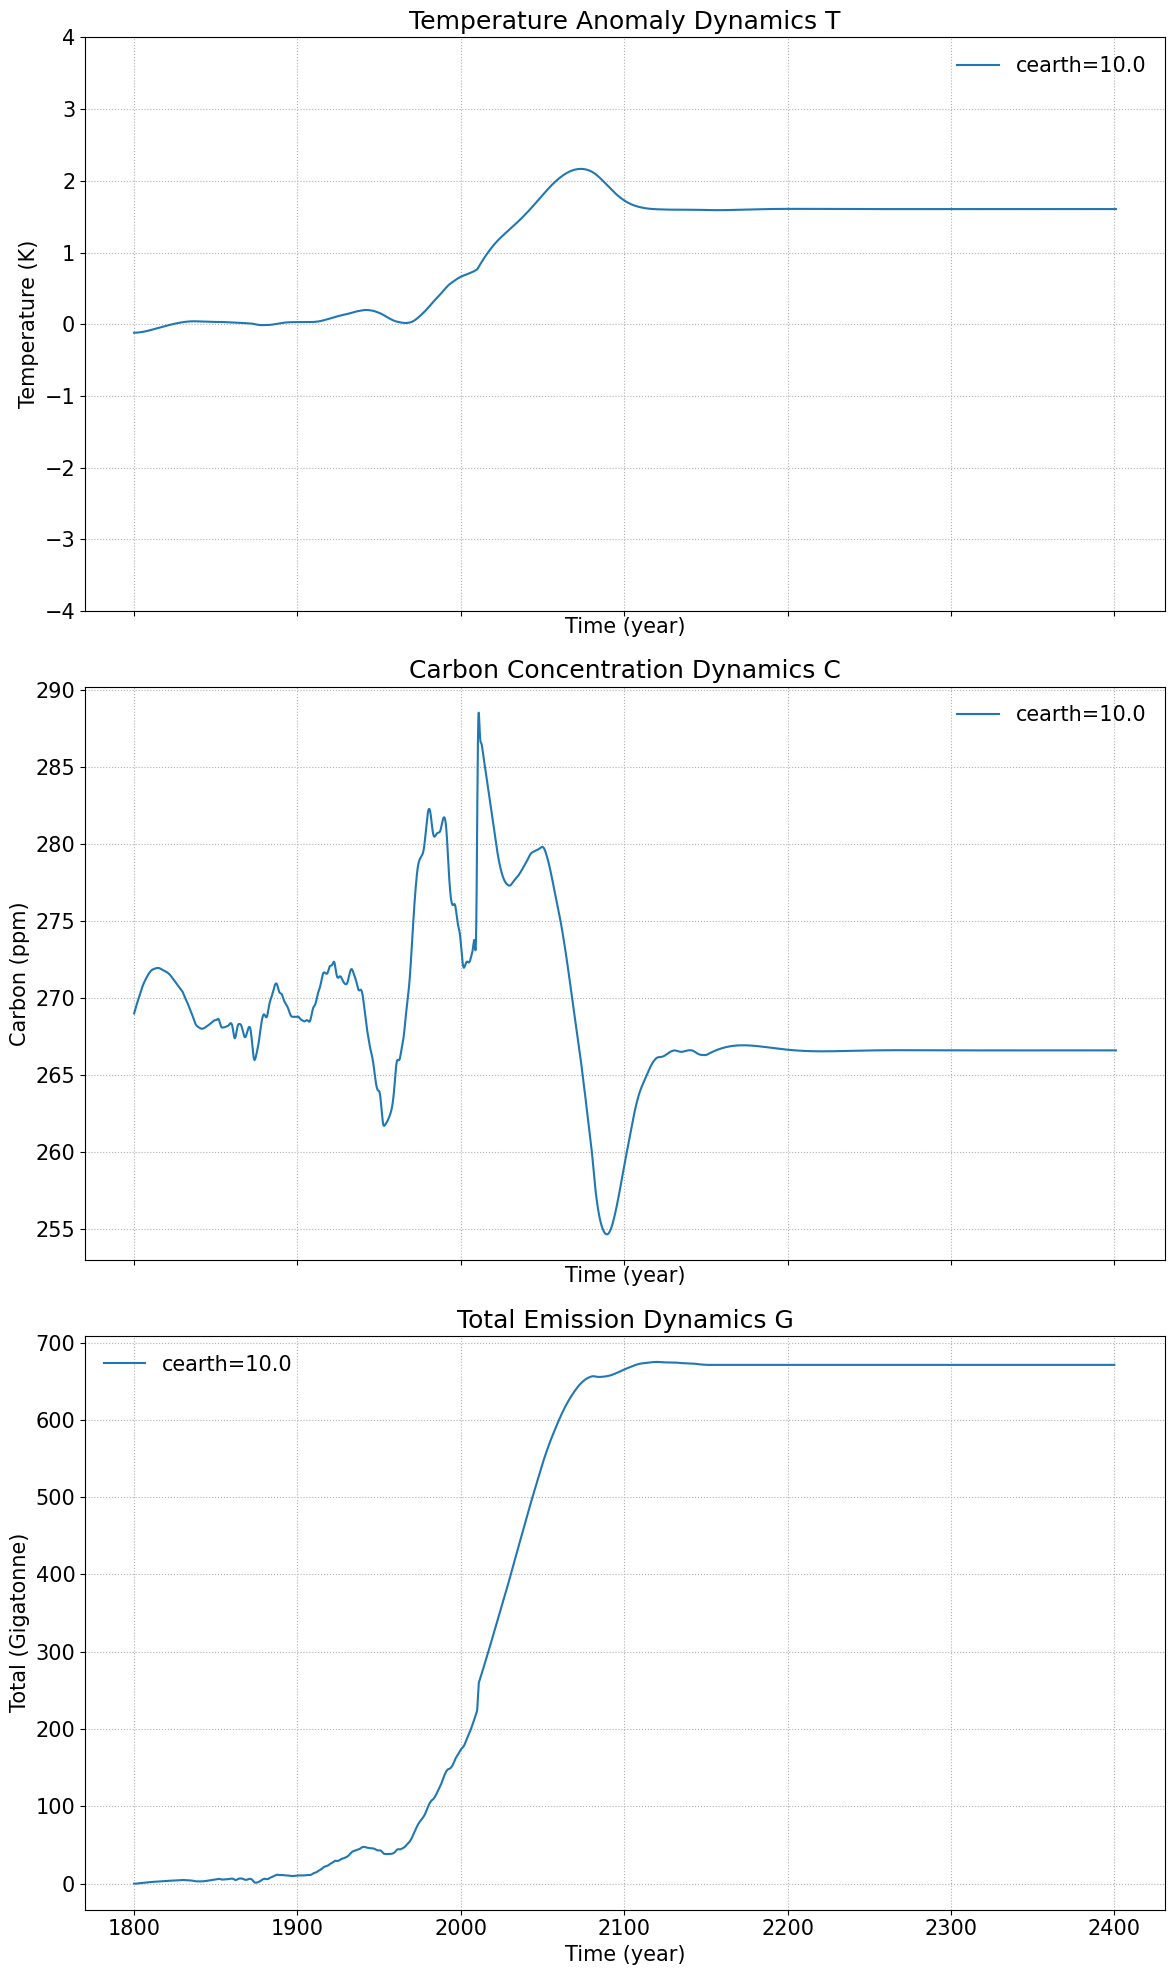 Temperature Anomaly Dynamics T
4
3
2
1
0
−1
−2
−3
−4
Temperature (K)
cearth=10.0
Time (year)
Carbon Concentration Dynamics C
290
285
280
275
270
265
260
255
Carbon (ppm)
cearth=10.0
Time (year)
Total Emission Dynamics G
700
600
500
400
300
200
100
0
Total (Gigatonne)
cearth=10.0
1800 1900 2000 2100 2200 2300 2400
Time (year)